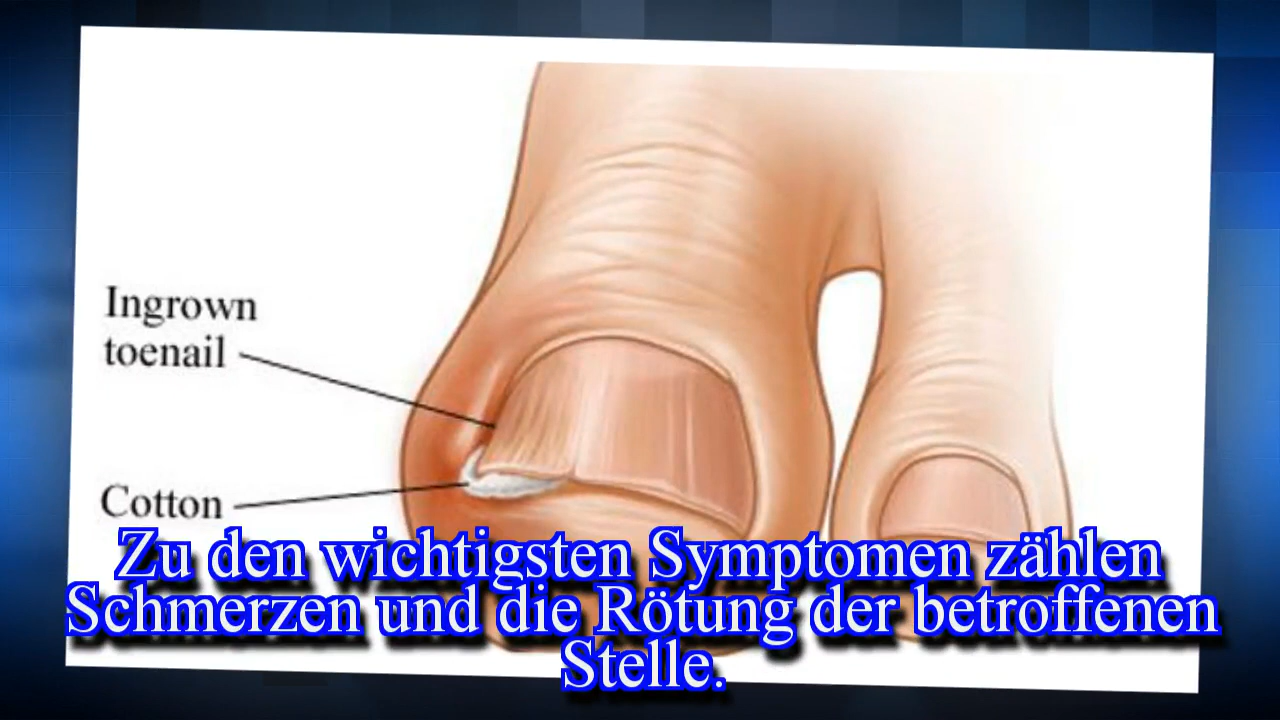 Ingrown
toenail
Cotton
Zu den wichtigsten Symptomen zählen
Schmerzen und die Rötung der betroffenen
Stelle.